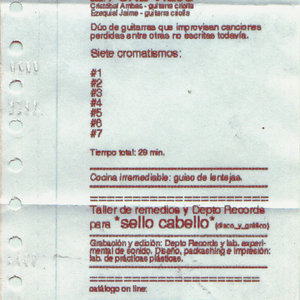 Cristóbal Ambas - guitarra criolla
Ezequiel Jaime - guitarra criolla
Dúo de guitarras que improvisan canciones
perdidas entre otras no escritas todavía.
Siete cromatismos:
#1
#2
#3
#4
#5
#6
#7
Tiempo total: 29 min.
Cocina irremediable: guiso de lentejas.
Taller de remedios y Depto Records
para *sello cabello* (disco_y_gráfico)
Grabación y edición: Depto Records y lab. experi-
mental de sonido. Diseño, packashing e impresión:
lab. de prácticas plásticas.
catálogo on line: